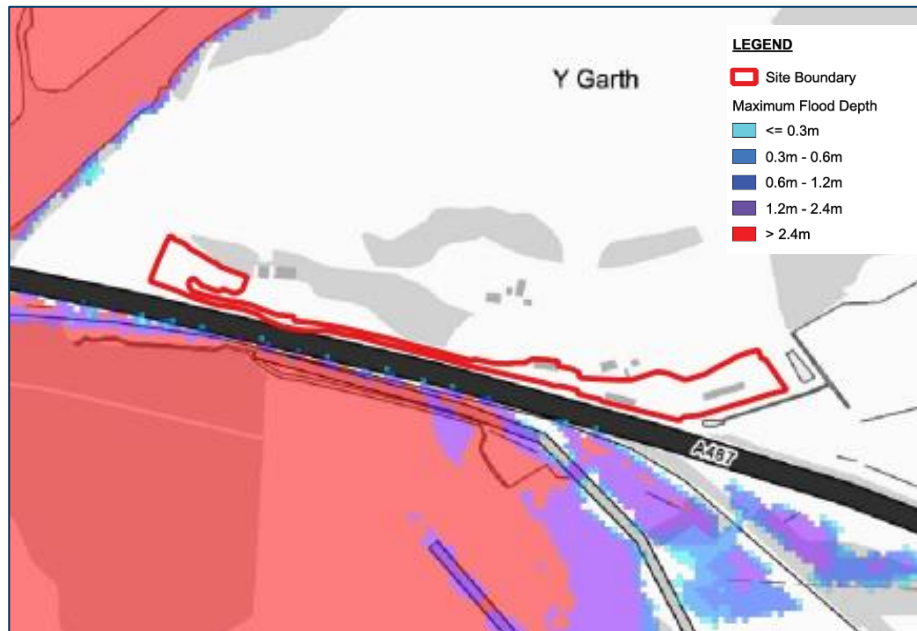 Y Garth
LEGEND
Site Boundary
Maximum Flood Depth
<= 0.3m
0.3m - 0.6m
0.6m - 1.2m
1.2m - 2.4m
> 2.4m
A487